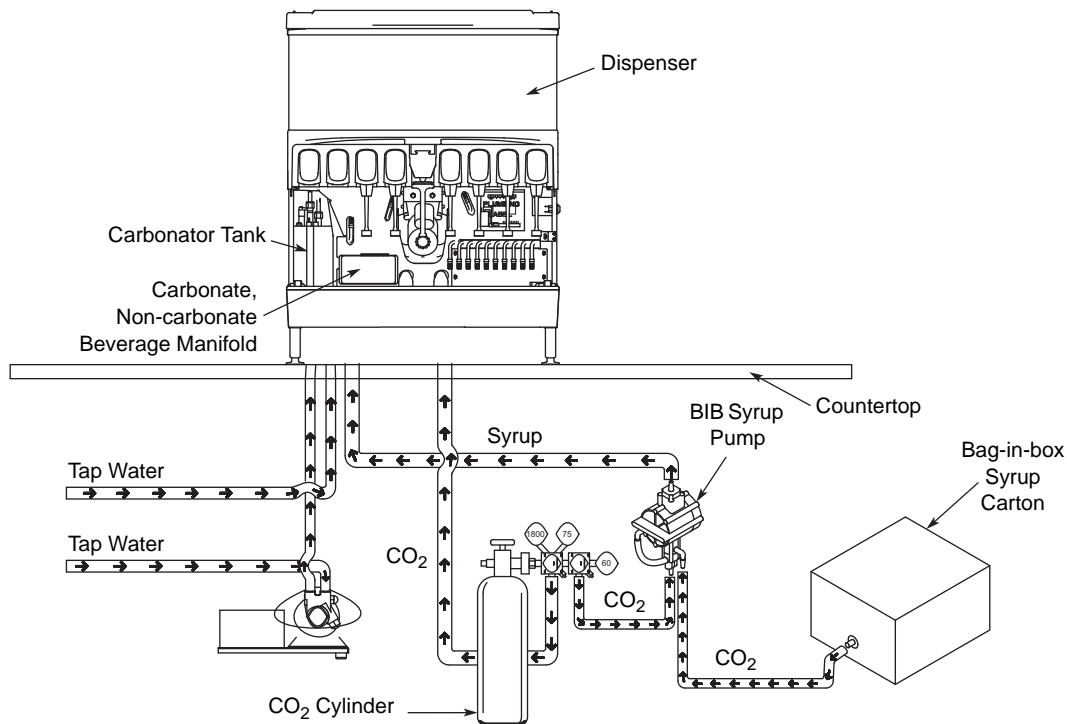 Dispenser
PLUMBING
Carbonator Tank
Carbonate,
Non-carbonate
Beverage Manifold
Countertop
BIB Syrup
Pump
Syrup
Bag-in-box
Syrup
Carton
Tap Water
Tap Water
1800
75
60
CO₂
CO₂
CO₂
CO₂ Cylinder